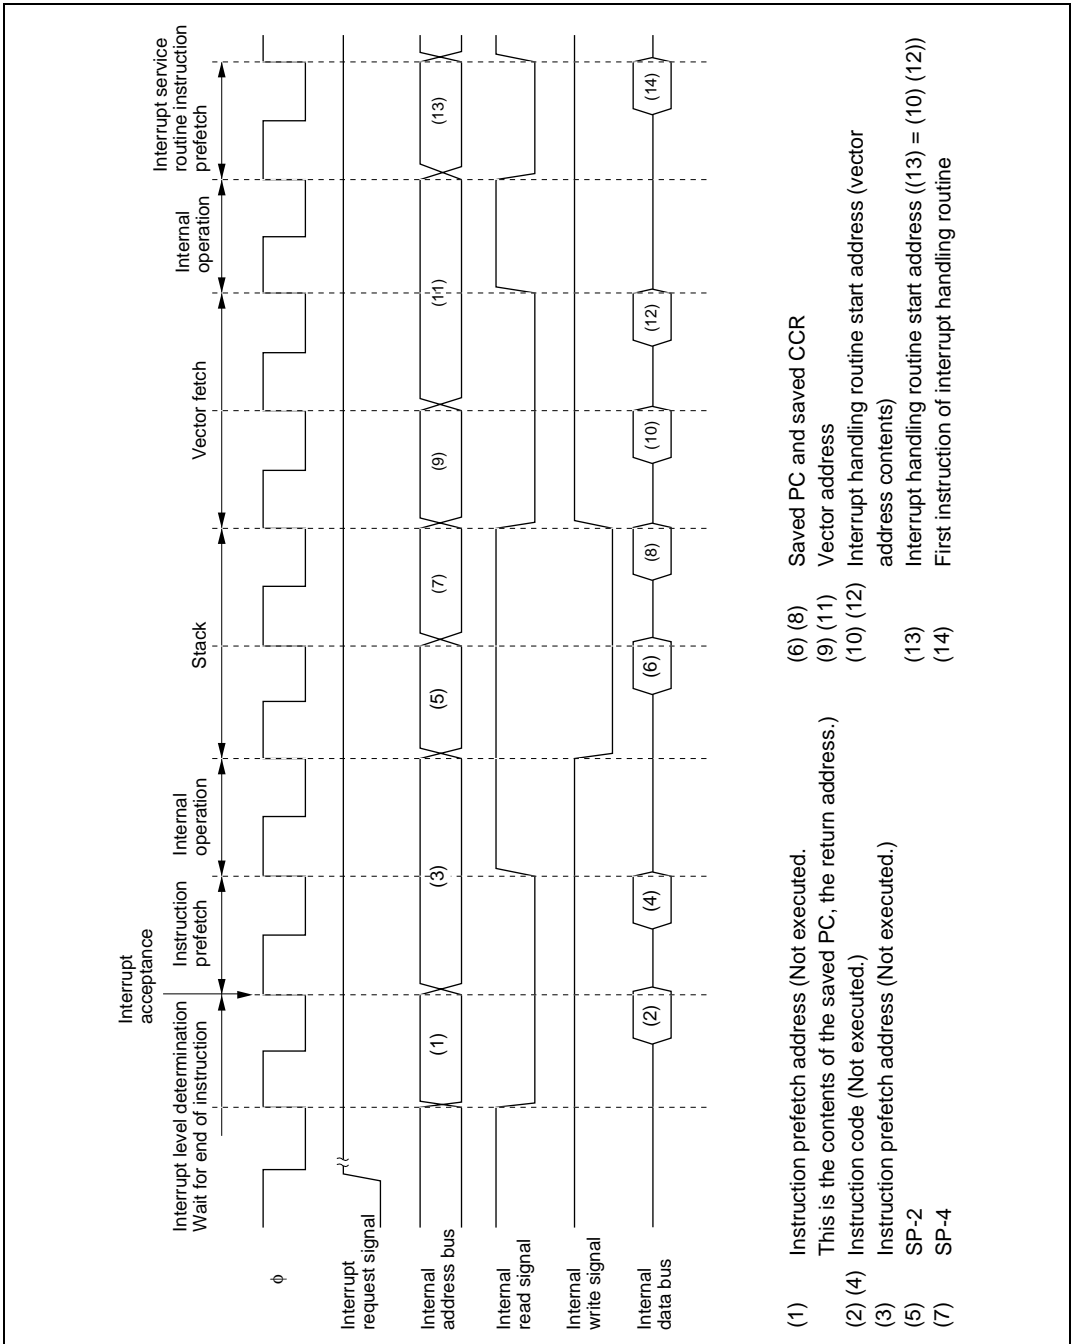 Interrupt
acceptance
Interrupt level determination
Wait for end of instruction
Instruction
prefetch
Internal
operation
Stack
Vector fetch
Internal
operation
Interrupt service
routine instruction
prefetch
φ
Interrupt
request signal
Internal
address bus
(1)
(3)
(5)
(7)
(9)
(11)
(13)
Internal
read signal
Internal
write signal
Internal
data bus
(2)
(4)
(6)
(8)
(10)
(12)
(14)
(1) Instruction prefetch address (Not executed.
This is the contents of the saved PC, the return address.)
(2) (4) Instruction code (Not executed.)
(3) Instruction prefetch address (Not executed.)
(5) SP-2
(7) SP-4
(6) (8) Saved PC and saved CCR
(9) (11) Vector address
(10) (12) Interrupt handling routine start address (vector
address contents)
(13) Interrupt handling routine start address ((13) = (10) (12))
(14) First instruction of interrupt handling routine